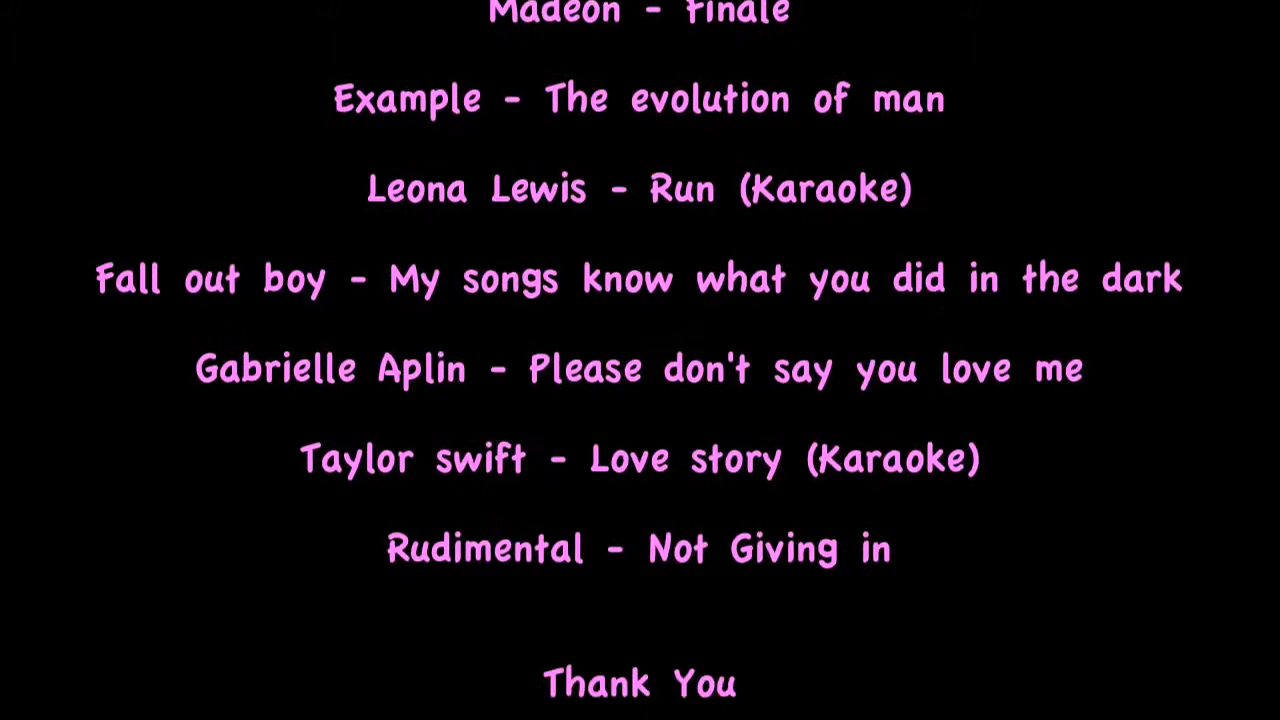 Madeon - Finale
Example - The evolution of man
Leona Lewis - Run (Karaoke)
Fall out boy - My songs know what you did in the dark
Gabrielle Aplin - Please don't say you love me
Taylor swift - Love story (Karaoke)
Rudimental - Not Giving in
Thank You